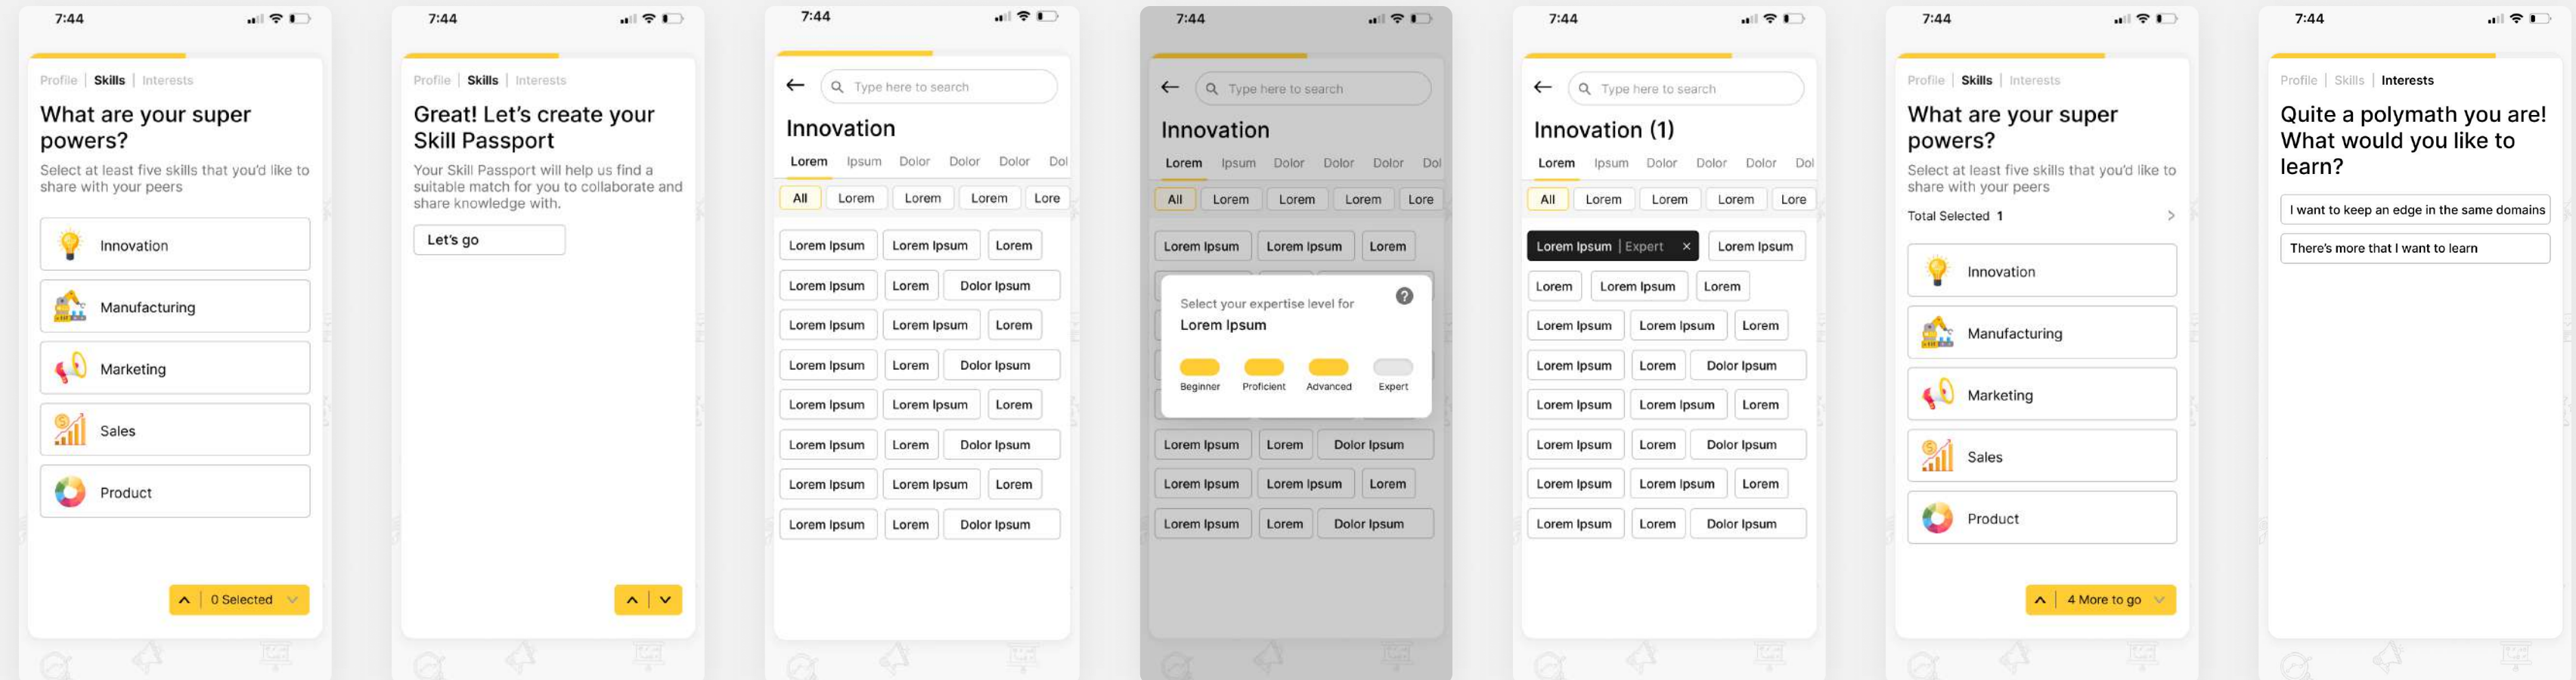 7:44
Profile | Skills | Interests
What are your super
powers?
Select at least five skills that you'd like to
share with your peers
Innovation
Manufacturing
Marketing
Sales
Product
0 Selected
7:44
Profile | Skills | Interests
Great! Let's create your
Skill Passport
Your Skill Passport will help us find a
suitable match for you to collaborate and
share knowledge with.
Let's go
7:44
Type here to search
Innovation
Lorem Ipsum Dolor Dolor Dolor Dol
All Lorem Lorem Lorem Lore
Lorem Ipsum Lorem Ipsum Lorem
Lorem Ipsum Lorem Dolor Ipsum
Lorem Ipsum Lorem Ipsum Lorem
Lorem Ipsum Lorem Dolor Ipsum
Lorem Ipsum Lorem Ipsum Lorem
Lorem Ipsum Lorem Dolor Ipsum
Lorem Ipsum Lorem Ipsum Lorem
Lorem Ipsum Lorem Dolor Ipsum
7:44
Type here to search
Innovation
Lorem Ipsum Dolor Dolor Dolor Dol
All Lorem Lorem Lorem Lore
Lorem Ipsum Lorem Ipsum Lorem
Select your expertise level for ?
Lorem Ipsum
Beginner Proficient Advanced Expert
Lorem Ipsum Lorem Dolor Ipsum
Lorem Ipsum Lorem Ipsum Lorem
Lorem Ipsum Lorem Dolor Ipsum
7:44
Type here to search
Innovation (1)
Lorem Ipsum Dolor Dolor Dolor Dol
All Lorem Lorem Lorem Lore
Lorem Ipsum | Expert × Lorem Ipsum
Lorem Lorem Ipsum Lorem
Lorem Ipsum Lorem Ipsum Lorem
Lorem Ipsum Lorem Dolor Ipsum
Lorem Ipsum Lorem Ipsum Lorem
Lorem Ipsum Lorem Dolor Ipsum
Lorem Ipsum Lorem Ipsum Lorem
Lorem Ipsum Lorem Dolor Ipsum
7:44
Profile | Skills | Interests
What are your super
powers?
Select at least five skills that you'd like to
share with your peers
Total Selected 1 >
Innovation
Manufacturing
Marketing
Sales
Product
4 More to go
7:44
Profile | Skills | Interests
Quite a polymath you are!
What would you like to
learn?
I want to keep an edge in the same domains
There's more that I want to learn